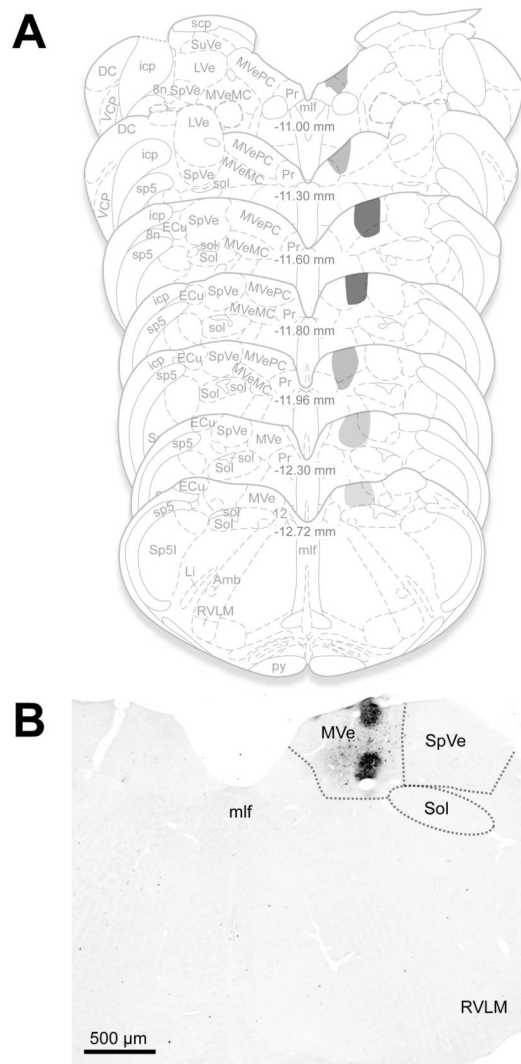 A
scp
SuVe
DC icp LVe MVePC
8n SpVe MVeMC Pr mlf
VCP -11.00 mm
DC LVe
icp MVePC
VCP sp5 SpVe MVeMC Pr
sol -11.30 mm
icp SpVe MVePC
8n ECu
sp5 sol MVeMC Pr
Sol -11.60 mm
icp ECu SpVe MVePC
sp5 MVeMC Pr
sol -11.80 mm
icp ECu SpVe MVePC
sp5 MVeMC Pr
Sol sol -11.96 mm
ECu SpVe MVe
sp5 sol Pr
Sol -12.30 mm
ECu MVe
sp5 sol 12
Sol -12.72 mm
Sp5I mlf
Li Amb
RVLM
py
B
MVe SpVe
mlf Sol
RVLM
500 µm